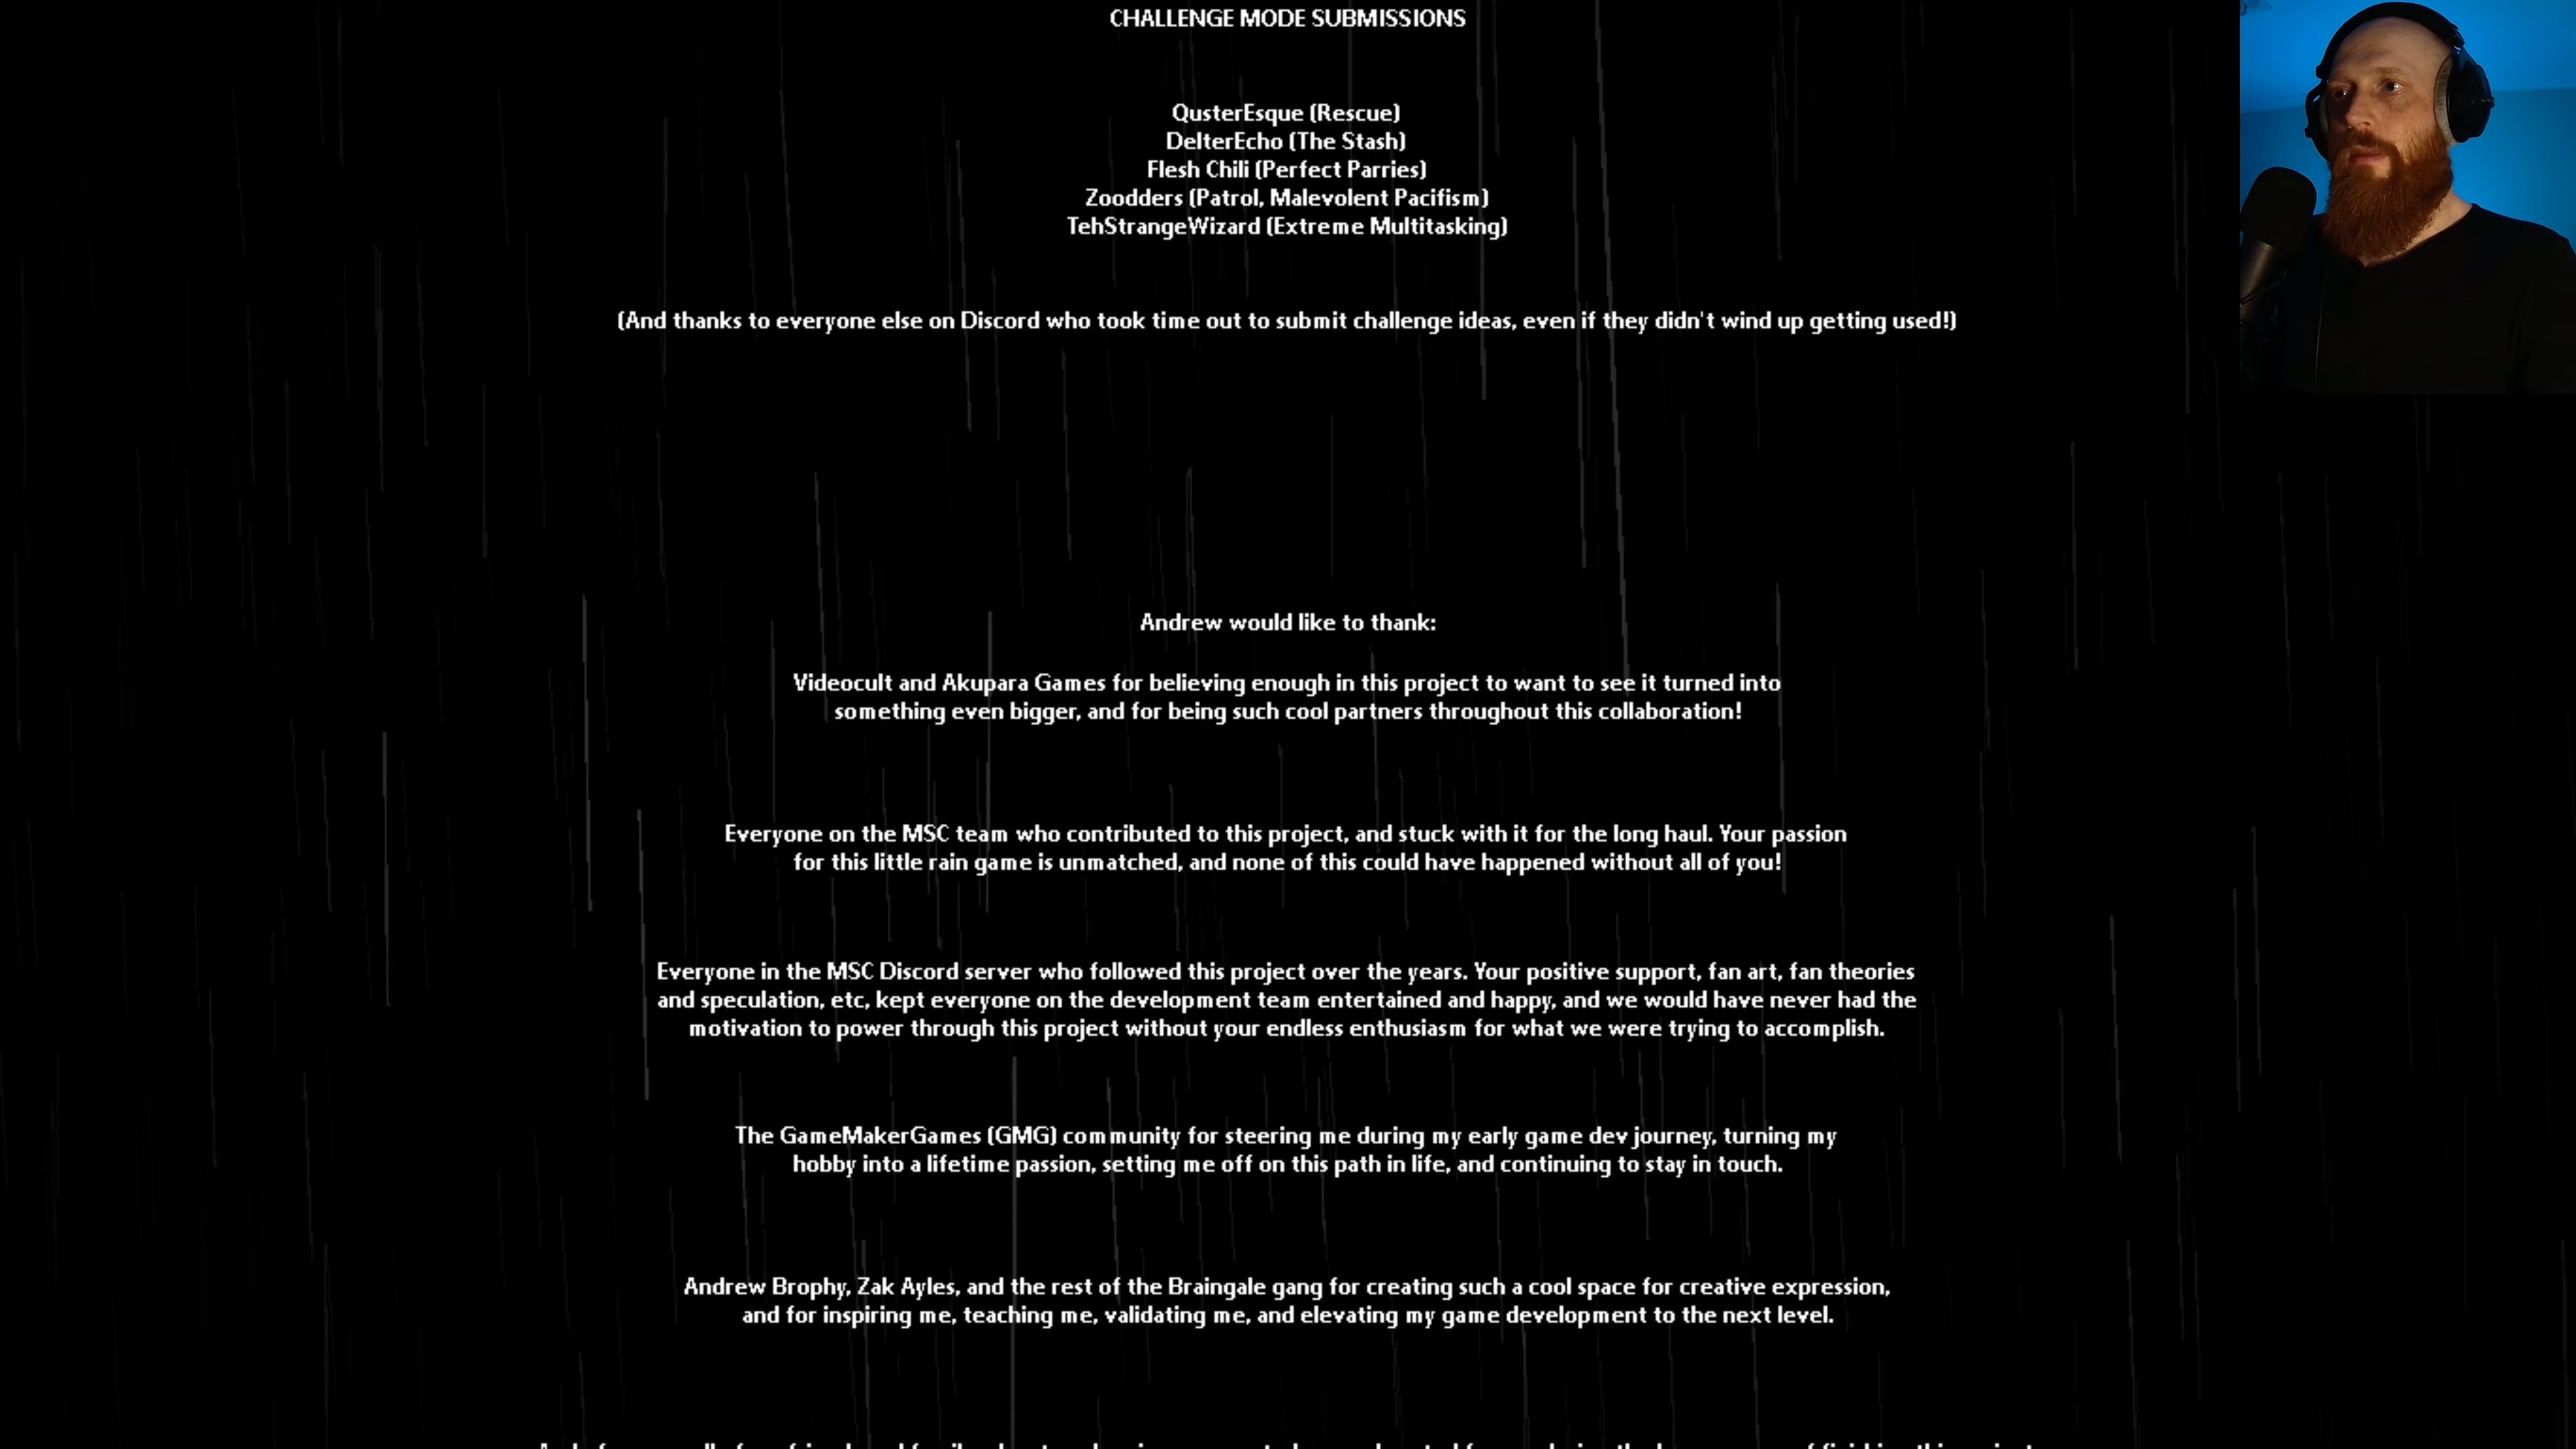 CHALLENGE MODE SUBMISSIONS
QusterEsque (Rescue)
DelterEcho (The Stash)
Flesh Chili (Perfect Parries)
Zoodders (Patrol, Malevolent Pacifism)
TehStrangeWizard (Extreme Multitasking)
(And thanks to everyone else on Discord who took time out to submit challenge ideas, even if they didn't wind up getting used!)
Andrew would like to thank:
Videocult and Akupara Games for believing enough in this project to want to see it turned into
something even bigger, and for being such cool partners throughout this collaboration!
Everyone on the MSC team who contributed to this project, and stuck with it for the long haul. Your passion
for this little rain game is unmatched, and none of this could have happened without all of you!
Everyone in the MSC Discord server who followed this project over the years. Your positive support, fan art, fan theories
and speculation, etc, kept everyone on the development team entertained and happy, and we would have never had the
motivation to power through this project without your endless enthusiasm for what we were trying to accomplish.
The GameMakerGames (GMG) community for steering me during my early game dev journey, turning my
hobby into a lifetime passion, setting me off on this path in life, and continuing to stay in touch.
Andrew Brophy, Zak Ayles, and the rest of the Braingale gang for creating such a cool space for creative expression,
and for inspiring me, teaching me, validating me, and elevating my game development to the next level.